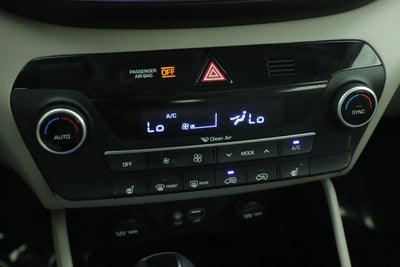 PASSENGER
AIR BAG OFF
A/C
Lo Lo
Clean Air
AUTO
SYNC
OFF MODE A/C
FRONT REAR
12V 12V